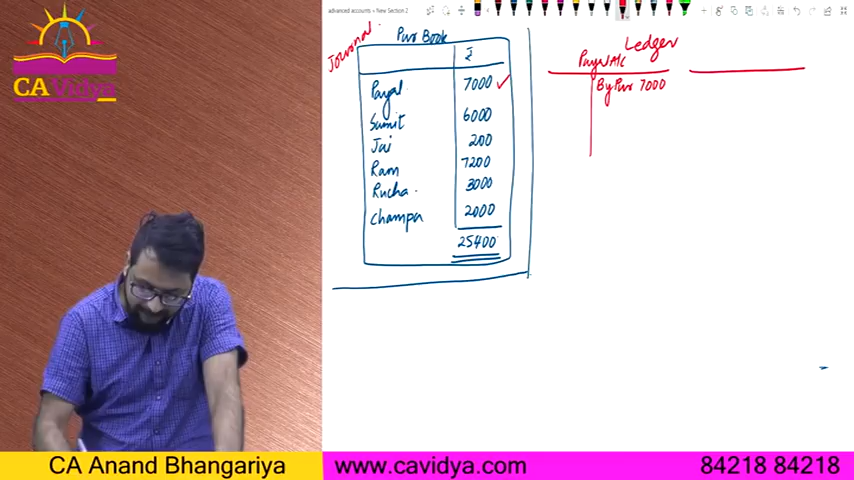 advanced accounts » New Section 2
CA Vidya
Journal
Pur Book
₹
Payal 7000
Sumit 6000
Jai 200
Ram 7200
Rucha 3000
Champa 2000
25400
Ledger
Payal A/c
By Pur 7000
CA Anand Bhangariya
www.cavidya.com
84218 84218